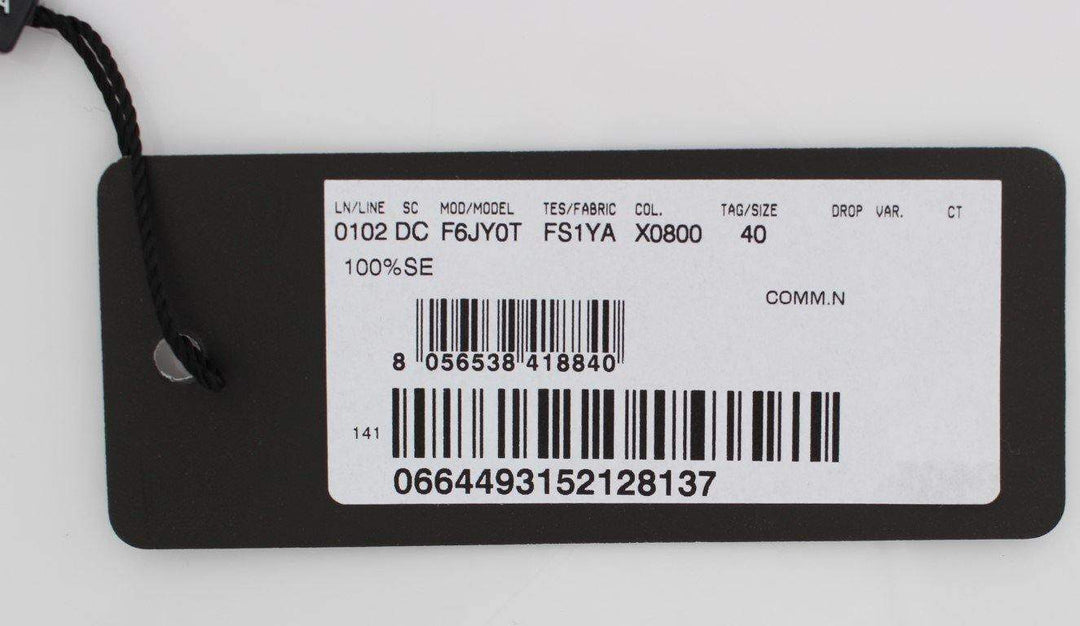 LN/LINE SC MOD/MODEL TES/FABRIC COL. TAG/SIZE DROP VAR. CT
0102 DC F6JY0T FS1YA X0800 40
100%SE
COMM.N
8 056538 418840
141
0664493152128137